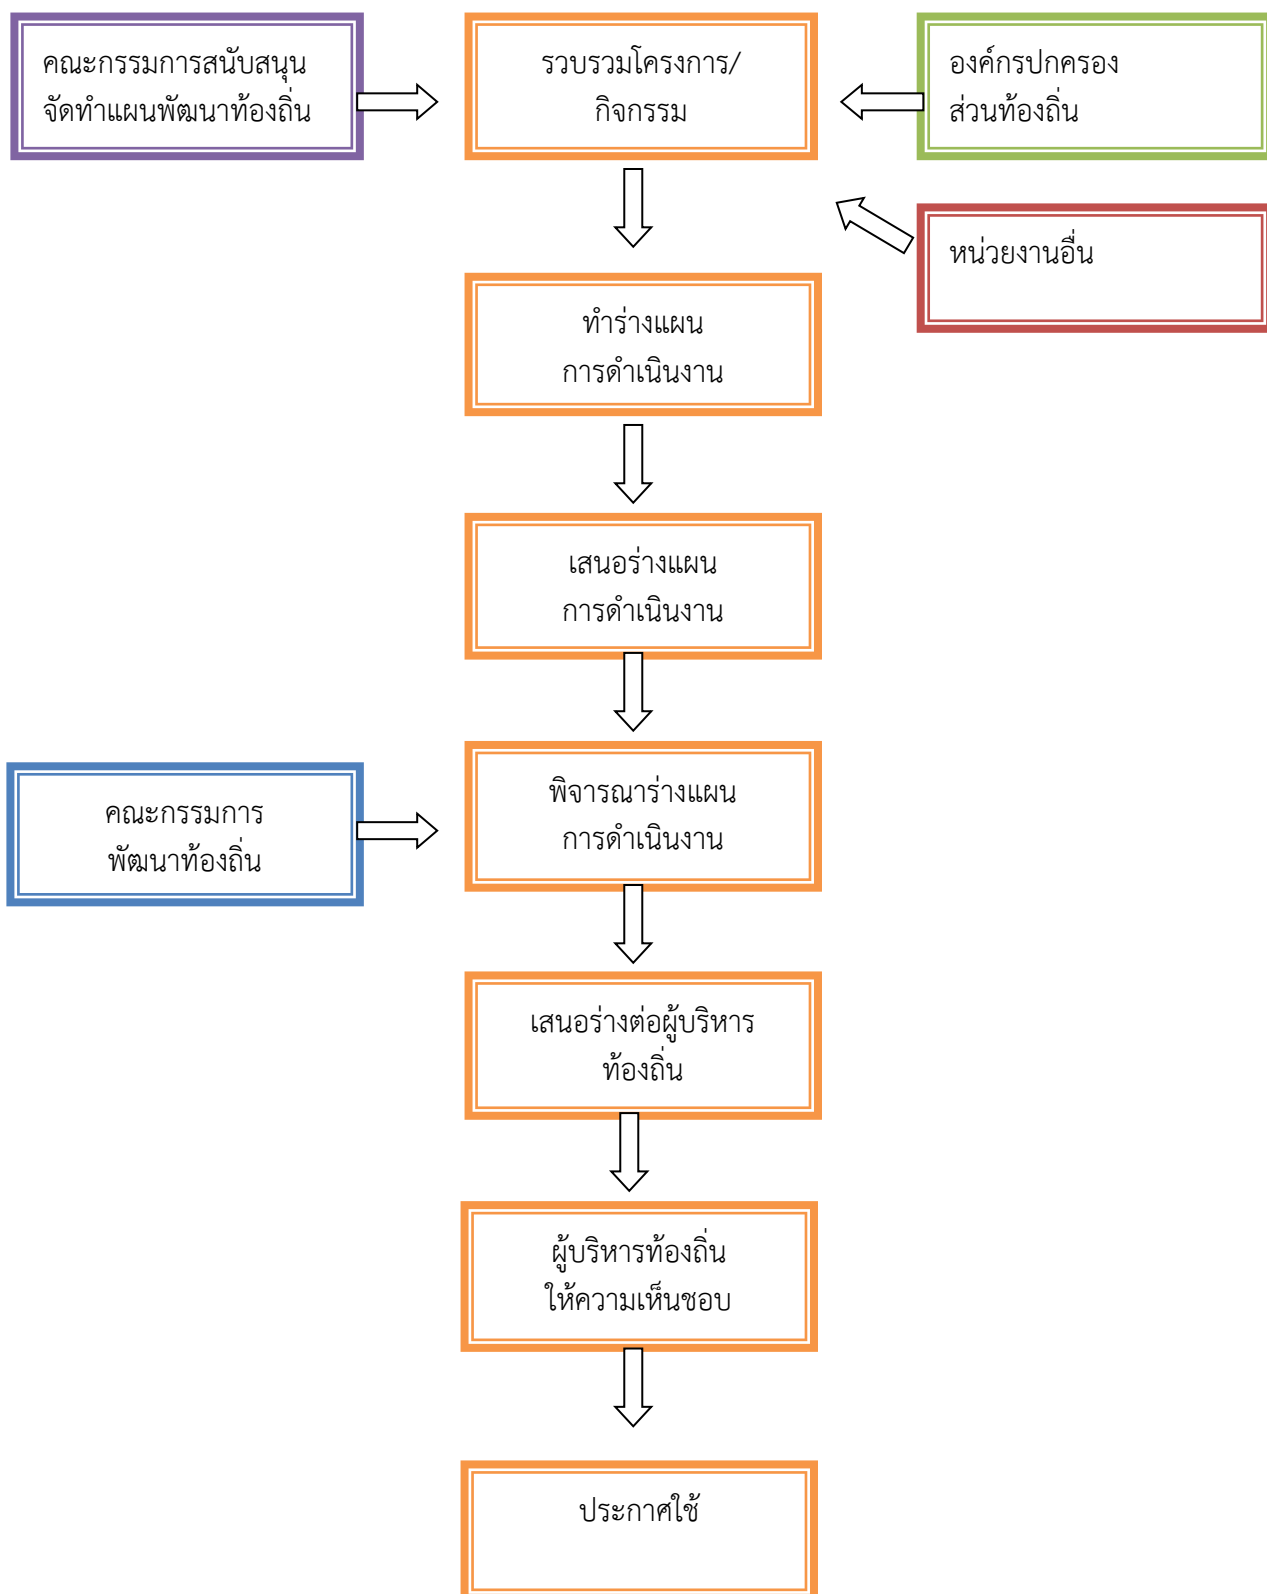 คณะกรรมการสนับสนุน
จัดทำแผนพัฒนาท้องถิ่น
รวบรวมโครงการ/
กิจกรรม
องค์กรปกครอง
ส่วนท้องถิ่น
หน่วยงานอื่น
ทำร่างแผน
การดำเนินงาน
เสนอร่างแผน
การดำเนินงาน
คณะกรรมการ
พัฒนาท้องถิ่น
พิจารณาร่างแผน
การดำเนินงาน
เสนอร่างต่อผู้บริหาร
ท้องถิ่น
ผู้บริหารท้องถิ่น
ให้ความเห็นชอบ
ประกาศใช้